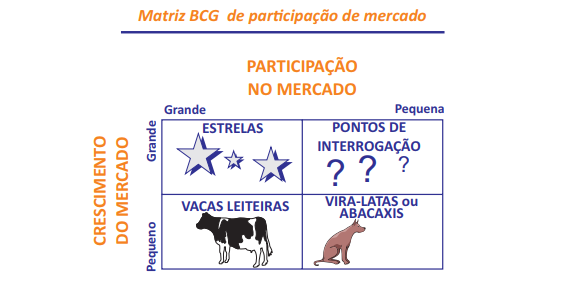 Matriz BCG de participação de mercado
PARTICIPAÇÃO
NO MERCADO
Grande
Pequena
CRESCIMENTO
DO MERCADO
Grande
ESTRELAS
PONTOS DE
INTERROGAÇÃO
? ? ?
Pequeno
VACAS LEITEIRAS
VIRA-LATAS ou
ABACAXIS